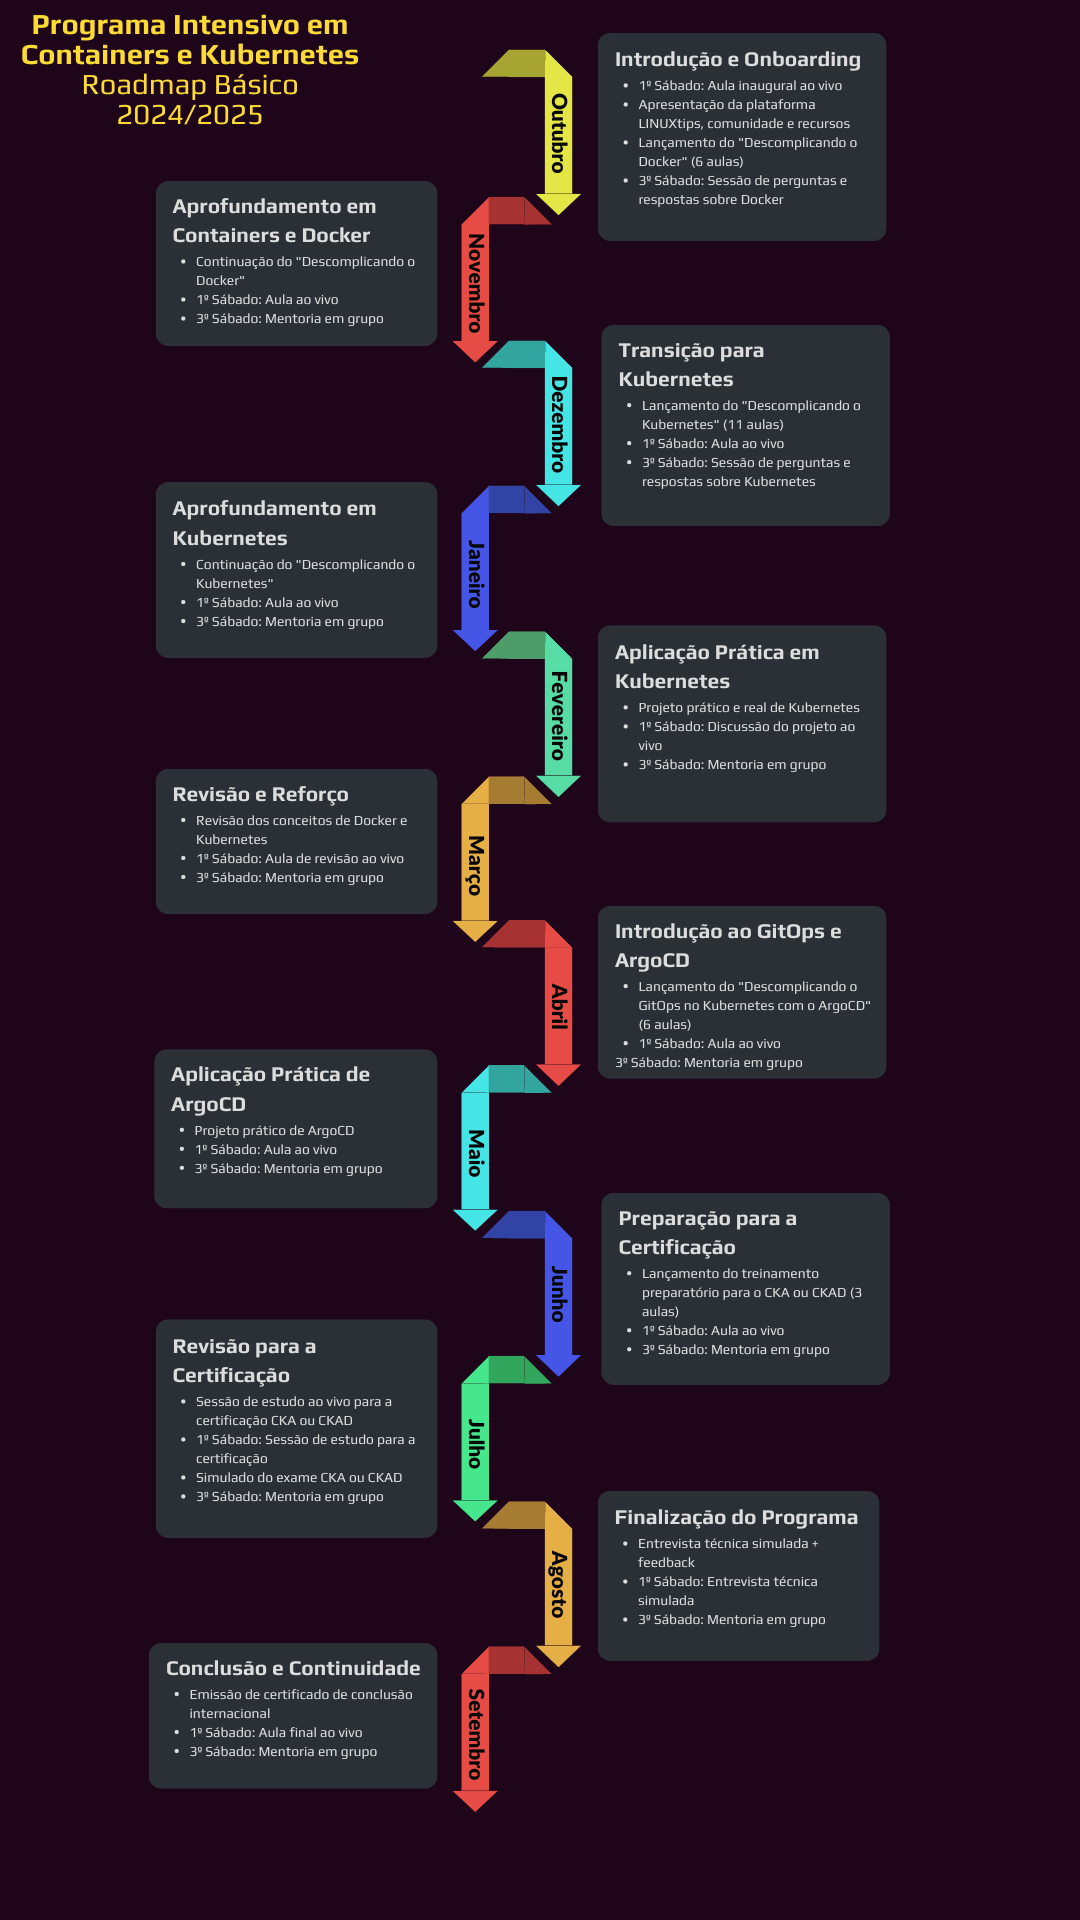 Programa Intensivo em
Containers e Kubernetes
Roadmap Básico
2024/2025
Outubro
Introdução e Onboarding
• 1º Sábado: Aula inaugural ao vivo
• Apresentação da plataforma
LINUXtips, comunidade e recursos
• Lançamento do "Descomplicando o
Docker" (6 aulas)
• 3º Sábado: Sessão de perguntas e
respostas sobre Docker
Novembro
Aprofundamento em
Containers e Docker
• Continuação do "Descomplicando o
Docker"
• 1º Sábado: Aula ao vivo
• 3º Sábado: Mentoria em grupo
Dezembro
Transição para
Kubernetes
• Lançamento do "Descomplicando o
Kubernetes" (11 aulas)
• 1º Sábado: Aula ao vivo
• 3º Sábado: Sessão de perguntas e
respostas sobre Kubernetes
Janeiro
Aprofundamento em
Kubernetes
• Continuação do "Descomplicando o
Kubernetes"
• 1º Sábado: Aula ao vivo
• 3º Sábado: Mentoria em grupo
Fevereiro
Aplicação Prática em
Kubernetes
• Projeto prático e real de Kubernetes
• 1º Sábado: Discussão do projeto ao
vivo
• 3º Sábado: Mentoria em grupo
Março
Revisão e Reforço
• Revisão dos conceitos de Docker e
Kubernetes
• 1º Sábado: Aula de revisão ao vivo
• 3º Sábado: Mentoria em grupo
Abril
Introdução ao GitOps e
ArgoCD
• Lançamento do "Descomplicando o
GitOps no Kubernetes com o ArgoCD"
(6 aulas)
• 1º Sábado: Aula ao vivo
3º Sábado: Mentoria em grupo
Maio
Aplicação Prática de
ArgoCD
• Projeto prático de ArgoCD
• 1º Sábado: Aula ao vivo
• 3º Sábado: Mentoria em grupo
Junho
Preparação para a
Certificação
• Lançamento do treinamento
preparatório para o CKA ou CKAD (3
aulas)
• 1º Sábado: Aula ao vivo
• 3º Sábado: Mentoria em grupo
Julho
Revisão para a
Certificação
• Sessão de estudo ao vivo para a
certificação CKA ou CKAD
• 1º Sábado: Sessão de estudo para a
certificação
• Simulado do exame CKA ou CKAD
• 3º Sábado: Mentoria em grupo
Agosto
Finalização do Programa
• Entrevista técnica simulada +
feedback
• 1º Sábado: Entrevista técnica
simulada
• 3º Sábado: Mentoria em grupo
Setembro
Conclusão e Continuidade
• Emissão de certificado de conclusão
internacional
• 1º Sábado: Aula final ao vivo
• 3º Sábado: Mentoria em grupo